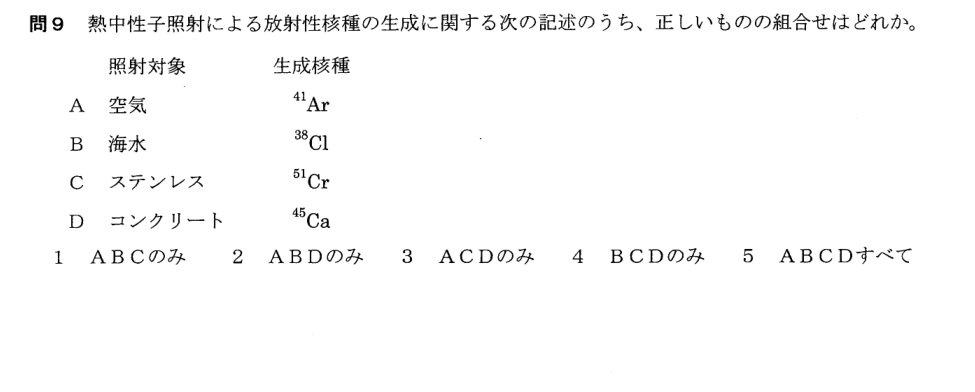 問9 熱中性子照射による放射性核種の生成に関する次の記述のうち、正しいものの組合せはどれか。
照射対象 生成核種
A 空気 ⁴¹Ar
B 海水 ³⁸Cl
C ステンレス ⁵¹Cr
D コンクリート ⁴⁵Ca
1 ABCのみ 2 ABDのみ 3 ACDのみ 4 BCDのみ 5 ABCDすべて